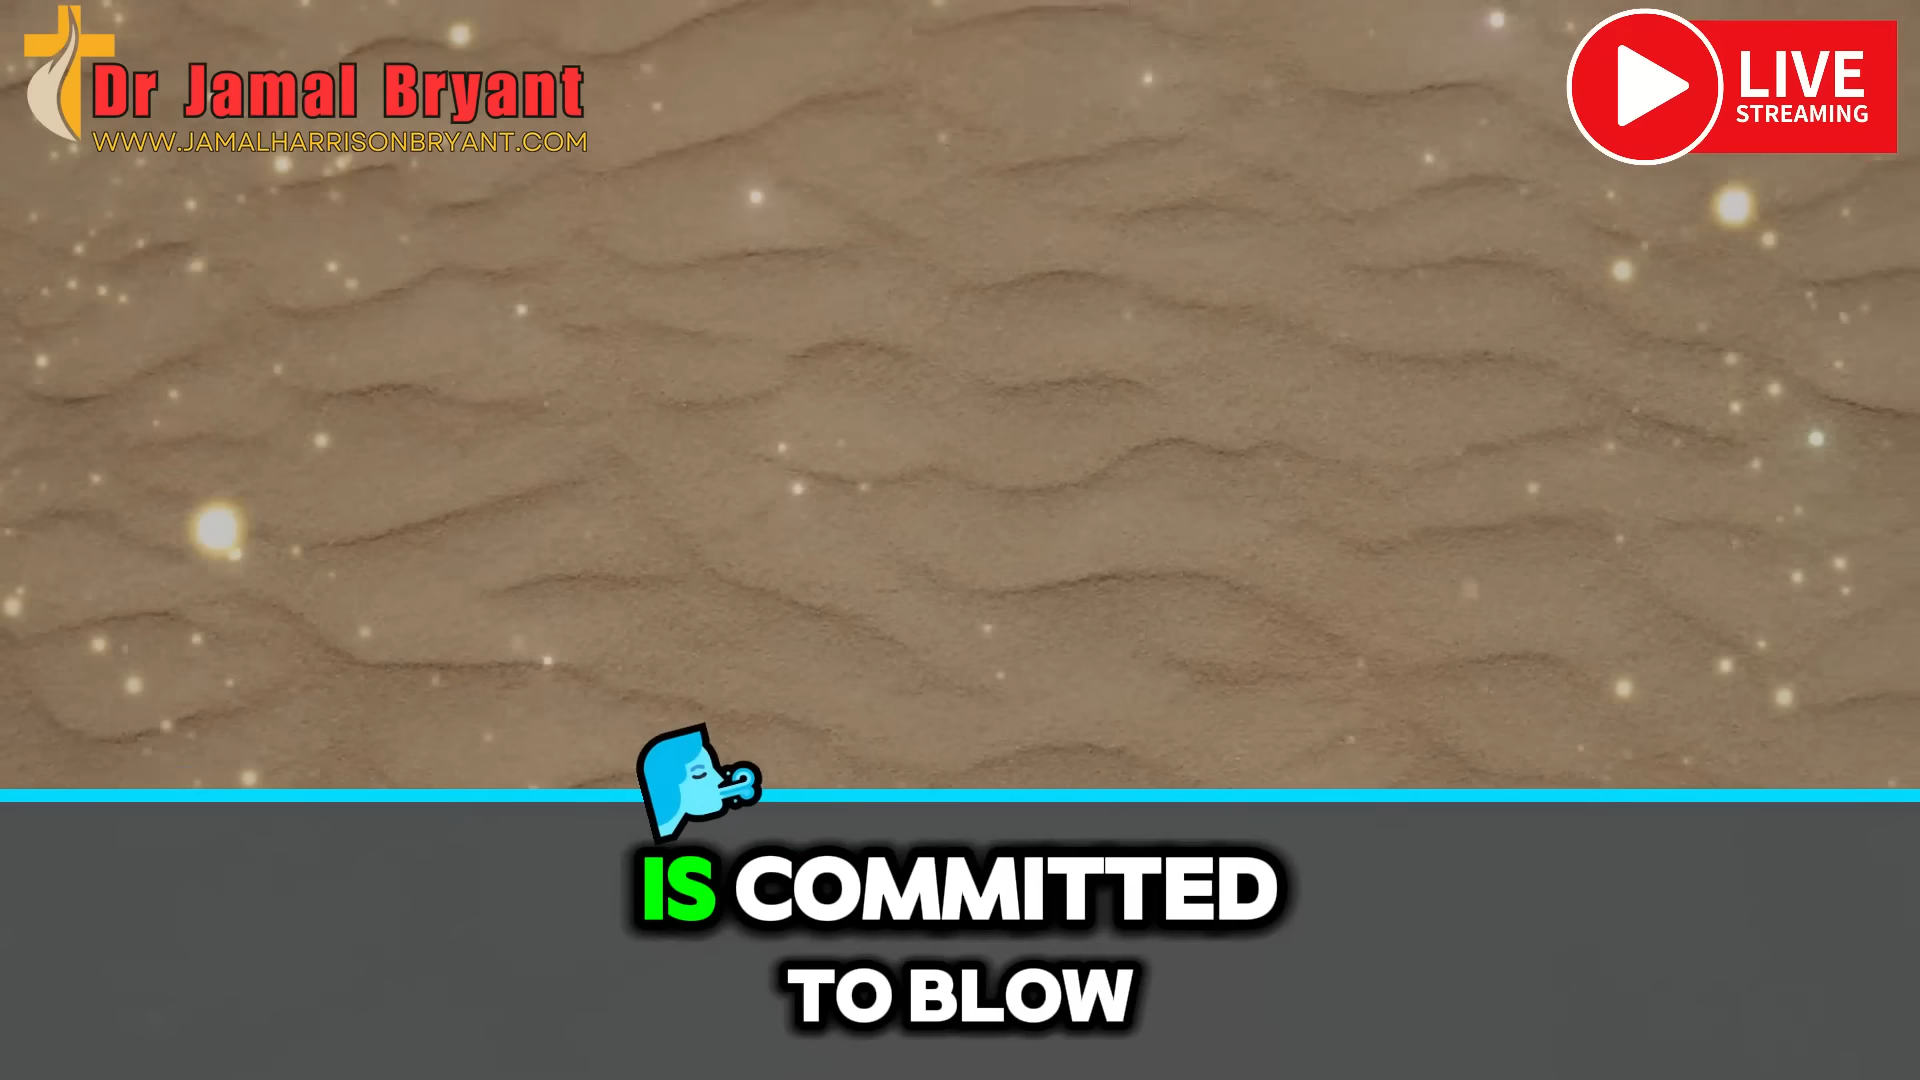 Dr Jamal Bryant
WWW.JAMALHARRISONBRYANT.COM
LIVE
STREAMING
IS COMMITTED
TO BLOW